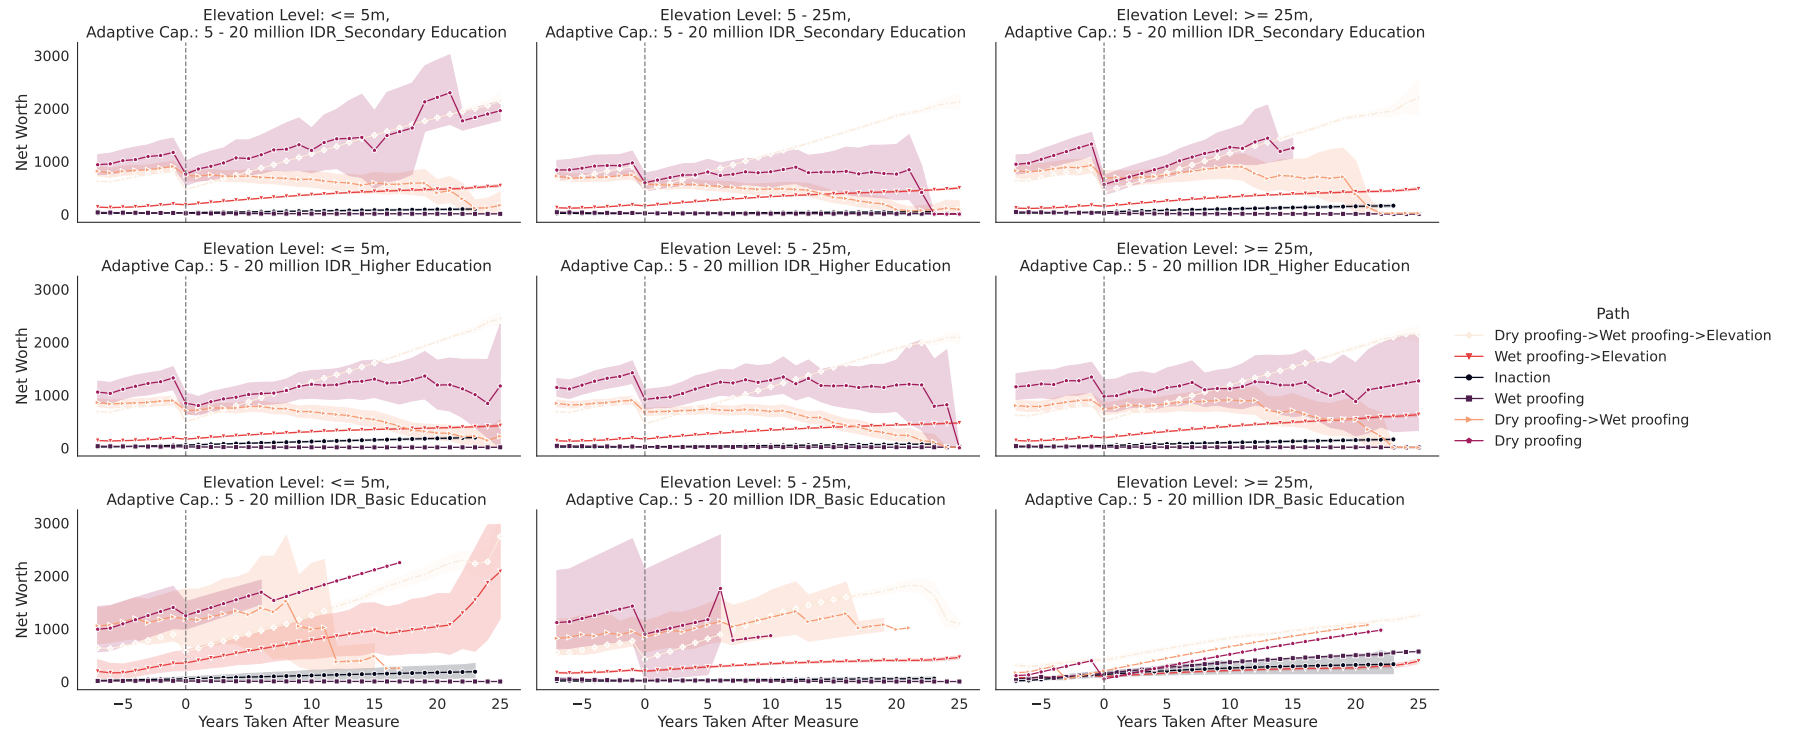 Elevation Level: <= 5m,
Adaptive Cap.: 5 - 20 million IDR_Secondary Education
Elevation Level: 5 - 25m,
Adaptive Cap.: 5 - 20 million IDR_Secondary Education
Elevation Level: >= 25m,
Adaptive Cap.: 5 - 20 million IDR_Secondary Education
3000
2000
1000
0
Net Worth
Elevation Level: <= 5m,
Adaptive Cap.: 5 - 20 million IDR_Higher Education
Elevation Level: 5 - 25m,
Adaptive Cap.: 5 - 20 million IDR_Higher Education
Elevation Level: >= 25m,
Adaptive Cap.: 5 - 20 million IDR_Higher Education
3000
2000
1000
0
Net Worth
Path
Dry proofing->Wet proofing->Elevation
Wet proofing->Elevation
Inaction
Wet proofing
Dry proofing->Wet proofing
Dry proofing
Elevation Level: <= 5m,
Adaptive Cap.: 5 - 20 million IDR_Basic Education
Elevation Level: 5 - 25m,
Adaptive Cap.: 5 - 20 million IDR_Basic Education
Elevation Level: >= 25m,
Adaptive Cap.: 5 - 20 million IDR_Basic Education
3000
2000
1000
0
Net Worth
−5 0 5 10 15 20 25
Years Taken After Measure
−5 0 5 10 15 20 25
Years Taken After Measure
−5 0 5 10 15 20 25
Years Taken After Measure